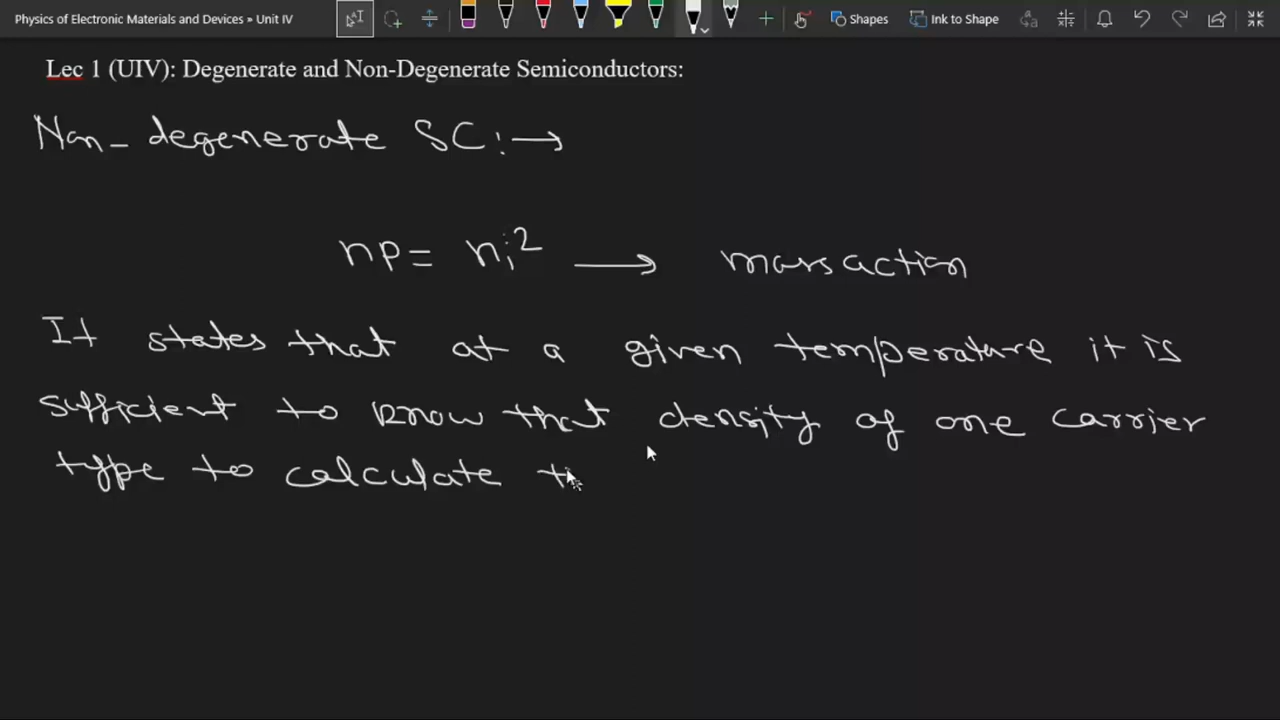 Physics of Electronic Materials and Devices » Unit IV
Shapes
Ink to Shape
Lec 1 (UIV): Degenerate and Non-Degenerate Semiconductors:
Non-degenerate SC:→
np = nᵢ² → mass action
It states that at a given temperature it is
sufficient to know that density of one carrier
type to calculate t